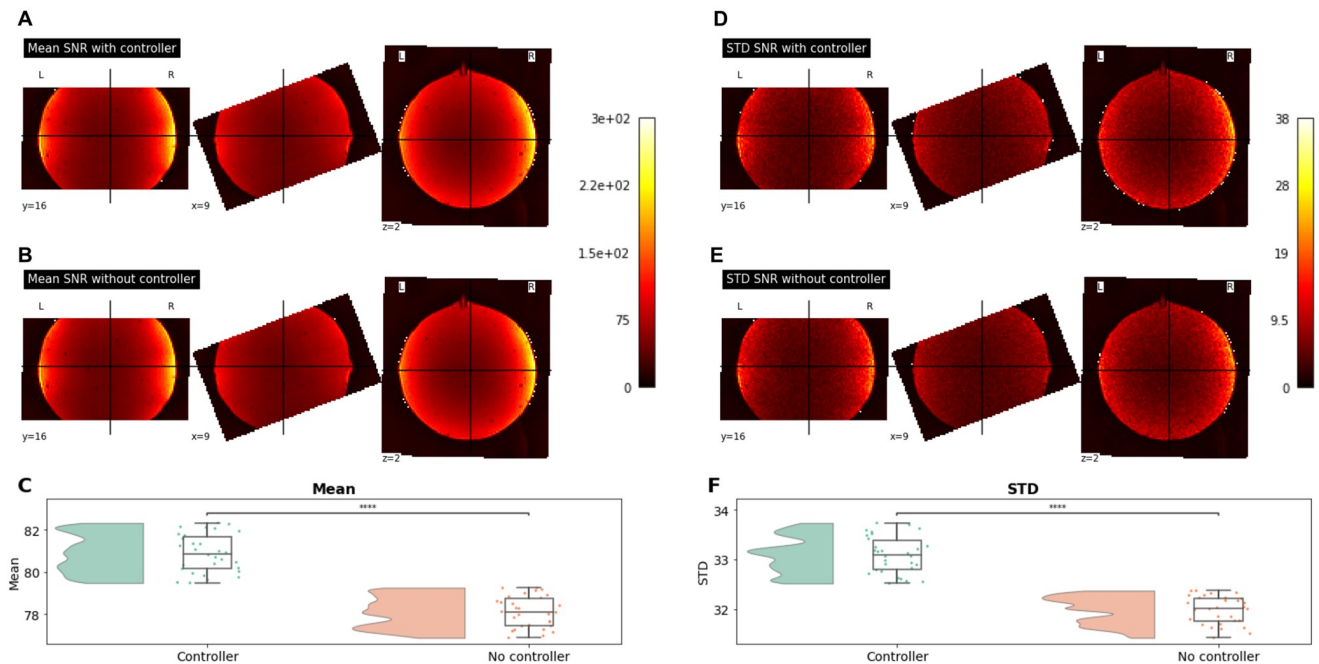 A
Mean SNR with controller
L R L R
y=16 x=9 z=2
3e+02
2.2e+02
1.5e+02
75
0
B
Mean SNR without controller
L R L R
y=16 x=9 z=2
C
Mean
****
Mean
82
80
78
Controller No controller
D
STD SNR with controller
L R L R
y=16 x=9 z=2
38
28
19
9.5
0
E
STD SNR without controller
L R L R
y=16 x=9 z=2
F
STD
****
STD
34
33
32
Controller No controller